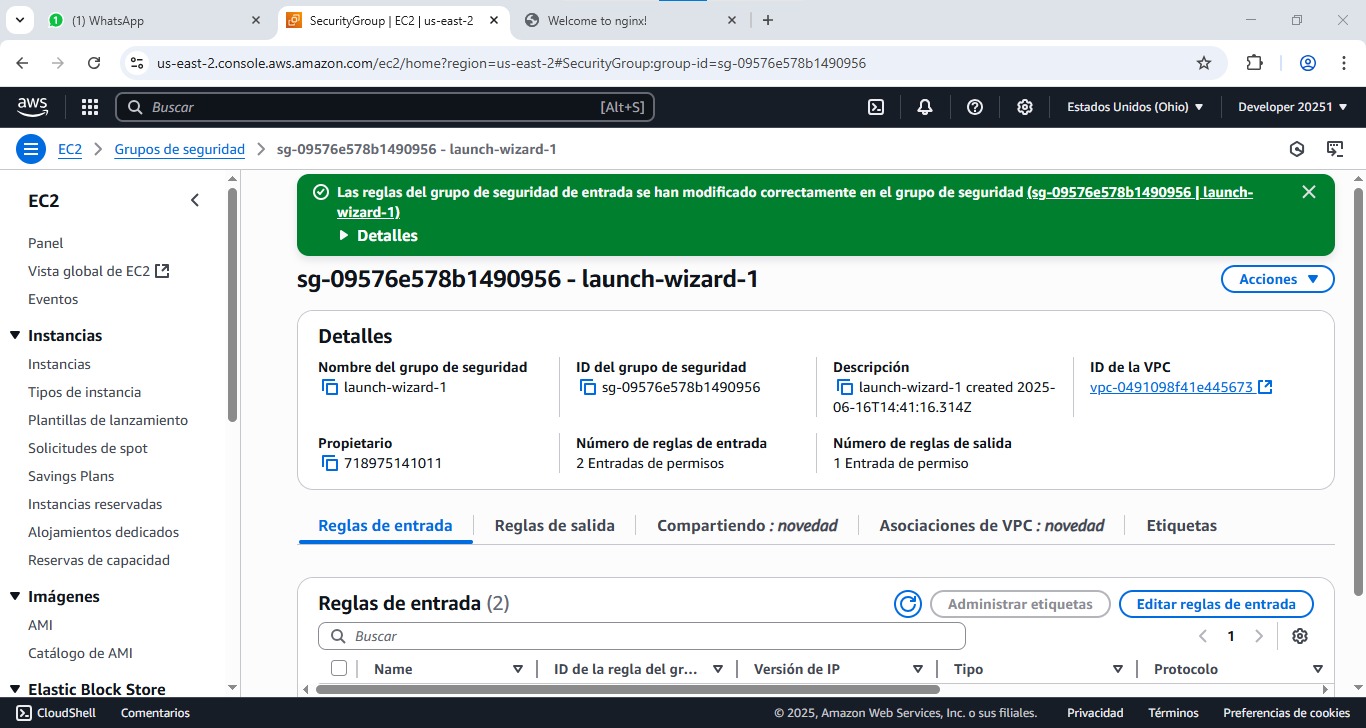 (1) WhatsApp
SecurityGroup | EC2 | us-east-2
Welcome to nginx!
us-east-2.console.aws.amazon.com/ec2/home?region=us-east-2#SecurityGroup:group-id=sg-09576e578b1490956
aws
Buscar
[Alt+S]
Estados Unidos (Ohio)
Developer 20251
EC2
Grupos de seguridad
sg-09576e578b1490956 - launch-wizard-1
EC2
Panel
Vista global de EC2
Eventos
Instancias
Instancias
Tipos de instancia
Plantillas de lanzamiento
Solicitudes de spot
Savings Plans
Instancias reservadas
Alojamientos dedicados
Reservas de capacidad
Imágenes
AMI
Catálogo de AMI
Elastic Block Store
Las reglas del grupo de seguridad de entrada se han modificado correctamente en el grupo de seguridad (sg-09576e578b1490956 | launch-
wizard-1)
Detalles
sg-09576e578b1490956 - launch-wizard-1
Acciones
Detalles
Nombre del grupo de seguridad
launch-wizard-1
ID del grupo de seguridad
sg-09576e578b1490956
Descripción
launch-wizard-1 created 2025-
06-16T14:41:16.314Z
ID de la VPC
vpc-0491098f41e445673
Propietario
718975141011
Número de reglas de entrada
2 Entradas de permisos
Número de reglas de salida
1 Entrada de permiso
Reglas de entrada
Reglas de salida
Compartiendo : novedad
Asociaciones de VPC : novedad
Etiquetas
Reglas de entrada (2)
Administrar etiquetas
Editar reglas de entrada
Buscar
1
Name
ID de la regla del gr...
Versión de IP
Tipo
Protocolo
CloudShell
Comentarios
© 2025, Amazon Web Services, Inc. o sus filiales.
Privacidad
Términos
Preferencias de cookies